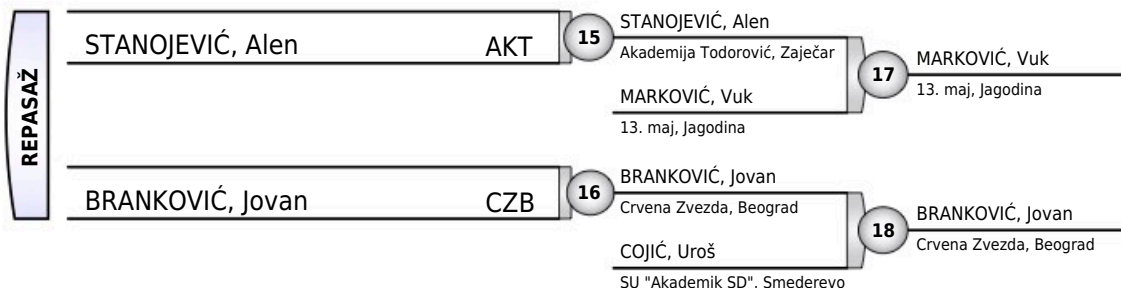 REPASAŽ
STANOJEVIĆ, Alen AKT
15
STANOJEVIĆ, Alen
Akademija Todorović, Zaječar
MARKOVIĆ, Vuk
13. maj, Jagodina
17
MARKOVIĆ, Vuk
13. maj, Jagodina
BRANKOVIĆ, Jovan CZB
16
BRANKOVIĆ, Jovan
Crvena Zvezda, Beograd
COJIĆ, Uroš
SU "Akademik SD", Smederevo
18
BRANKOVIĆ, Jovan
Crvena Zvezda, Beograd